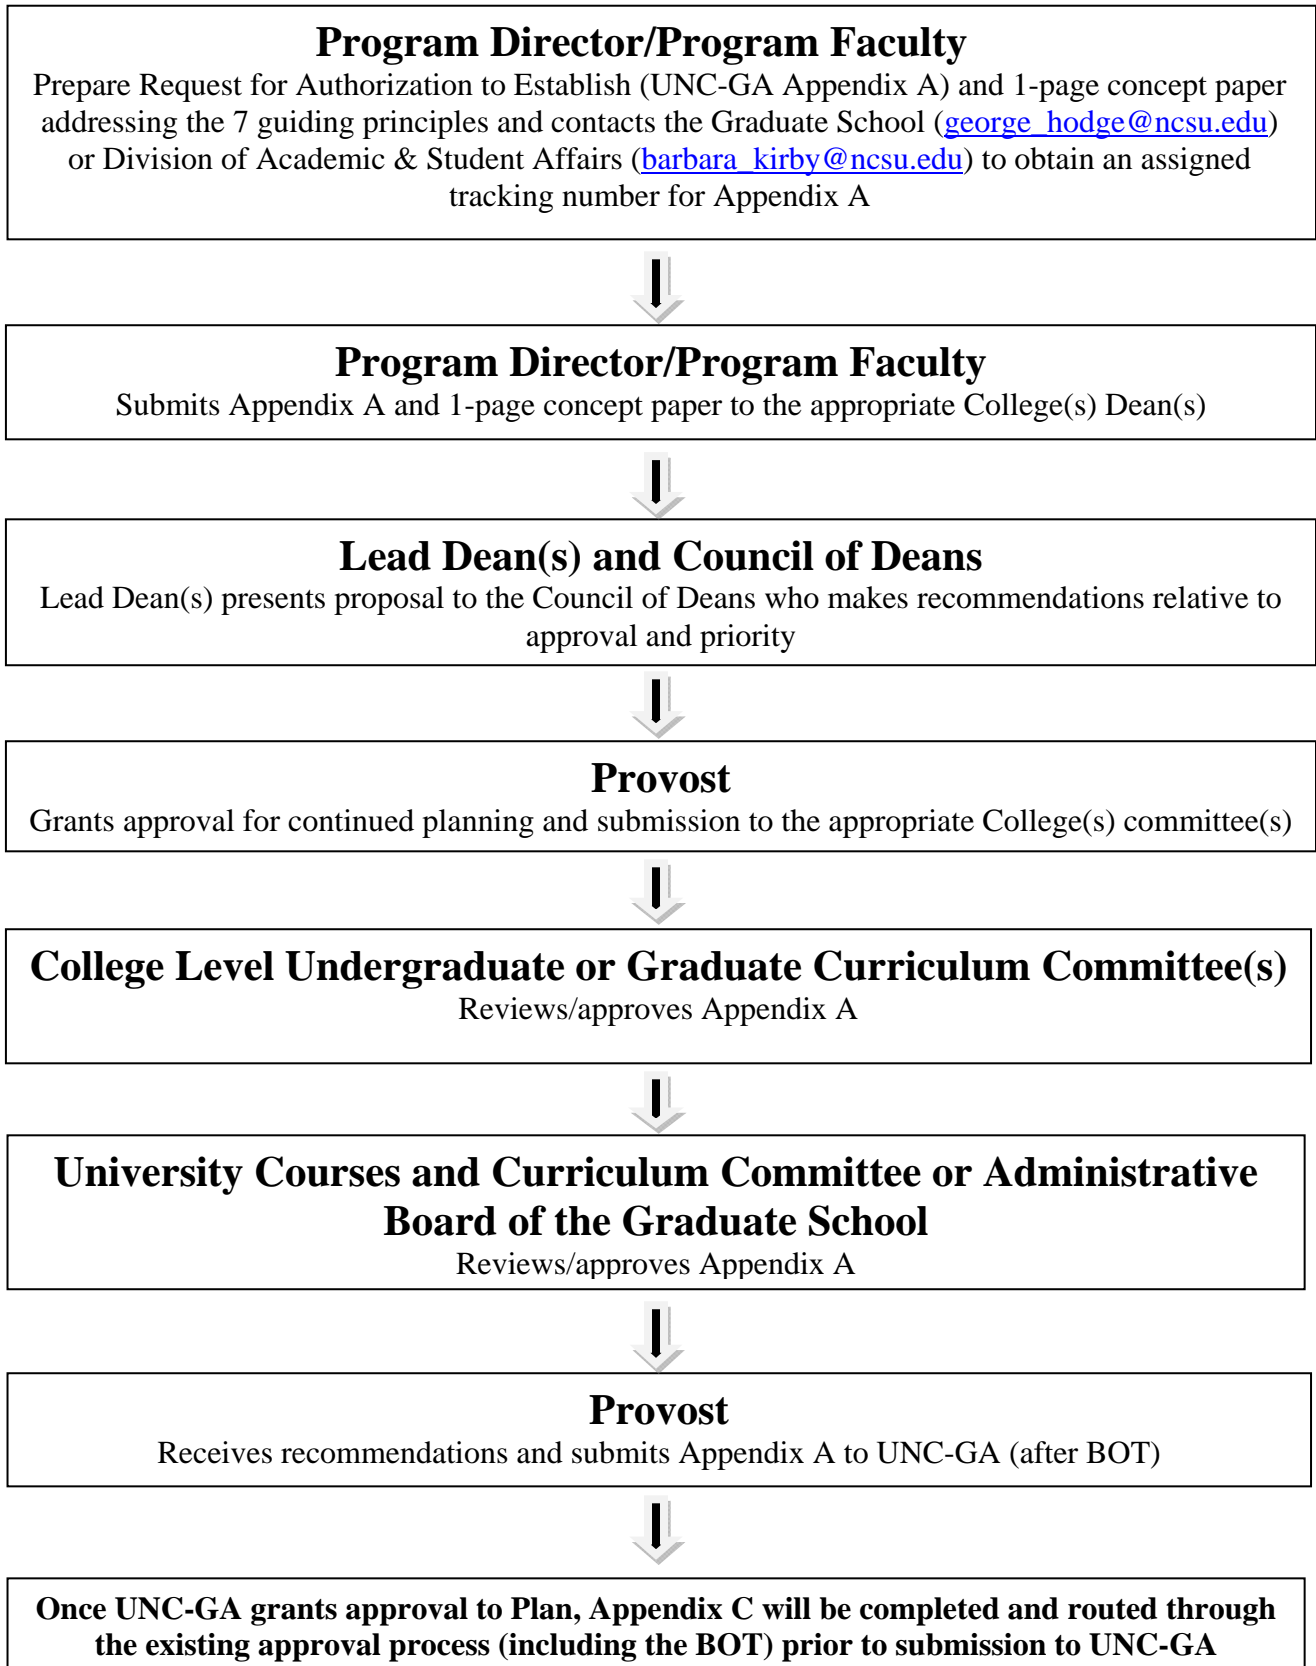 Program Director/Program Faculty
Prepare Request for Authorization to Establish (UNC-GA Appendix A) and 1-page concept paper
addressing the 7 guiding principles and contacts the Graduate School (george_hodge@ncsu.edu)
or Division of Academic & Student Affairs (barbara_kirby@ncsu.edu) to obtain an assigned
tracking number for Appendix A
Program Director/Program Faculty
Submits Appendix A and 1-page concept paper to the appropriate College(s) Dean(s)
Lead Dean(s) and Council of Deans
Lead Dean(s) presents proposal to the Council of Deans who makes recommendations relative to
approval and priority
Provost
Grants approval for continued planning and submission to the appropriate College(s) committee(s)
College Level Undergraduate or Graduate Curriculum Committee(s)
Reviews/approves Appendix A
University Courses and Curriculum Committee or Administrative
Board of the Graduate School
Reviews/approves Appendix A
Provost
Receives recommendations and submits Appendix A to UNC-GA (after BOT)
Once UNC-GA grants approval to Plan, Appendix C will be completed and routed through
the existing approval process (including the BOT) prior to submission to UNC-GA